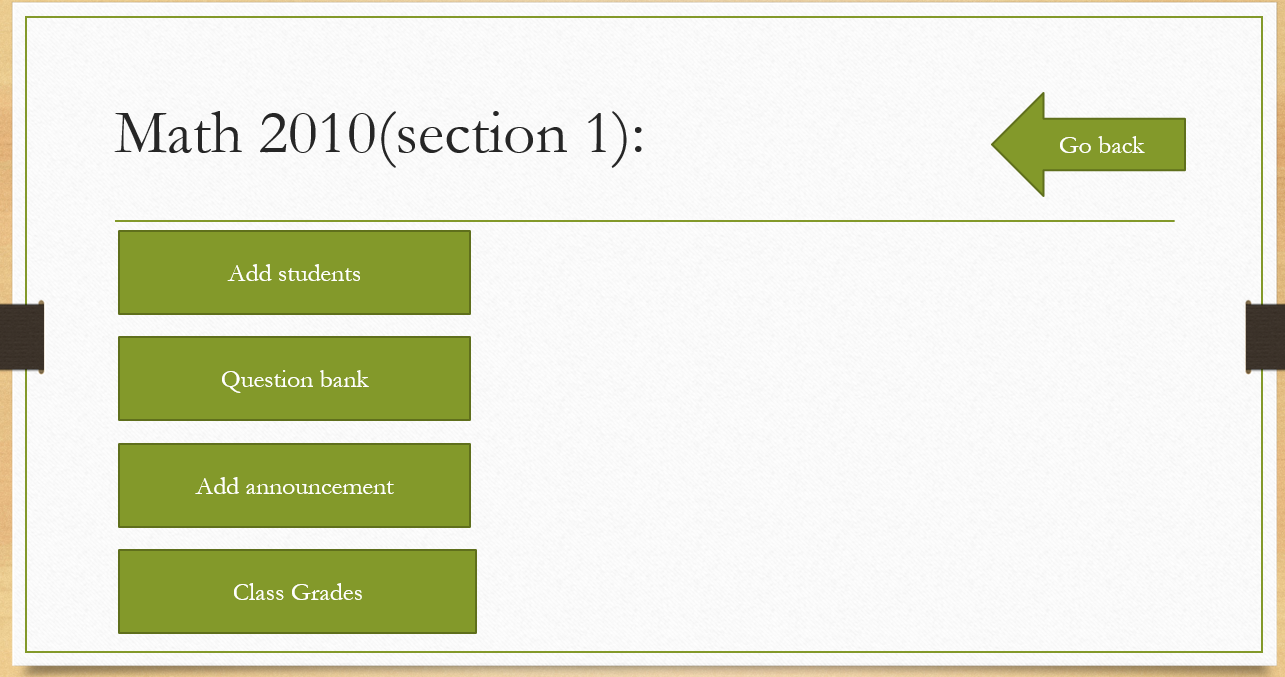 Math 2010(section 1):
Go back
Add students
Question bank
Add announcement
Class Grades